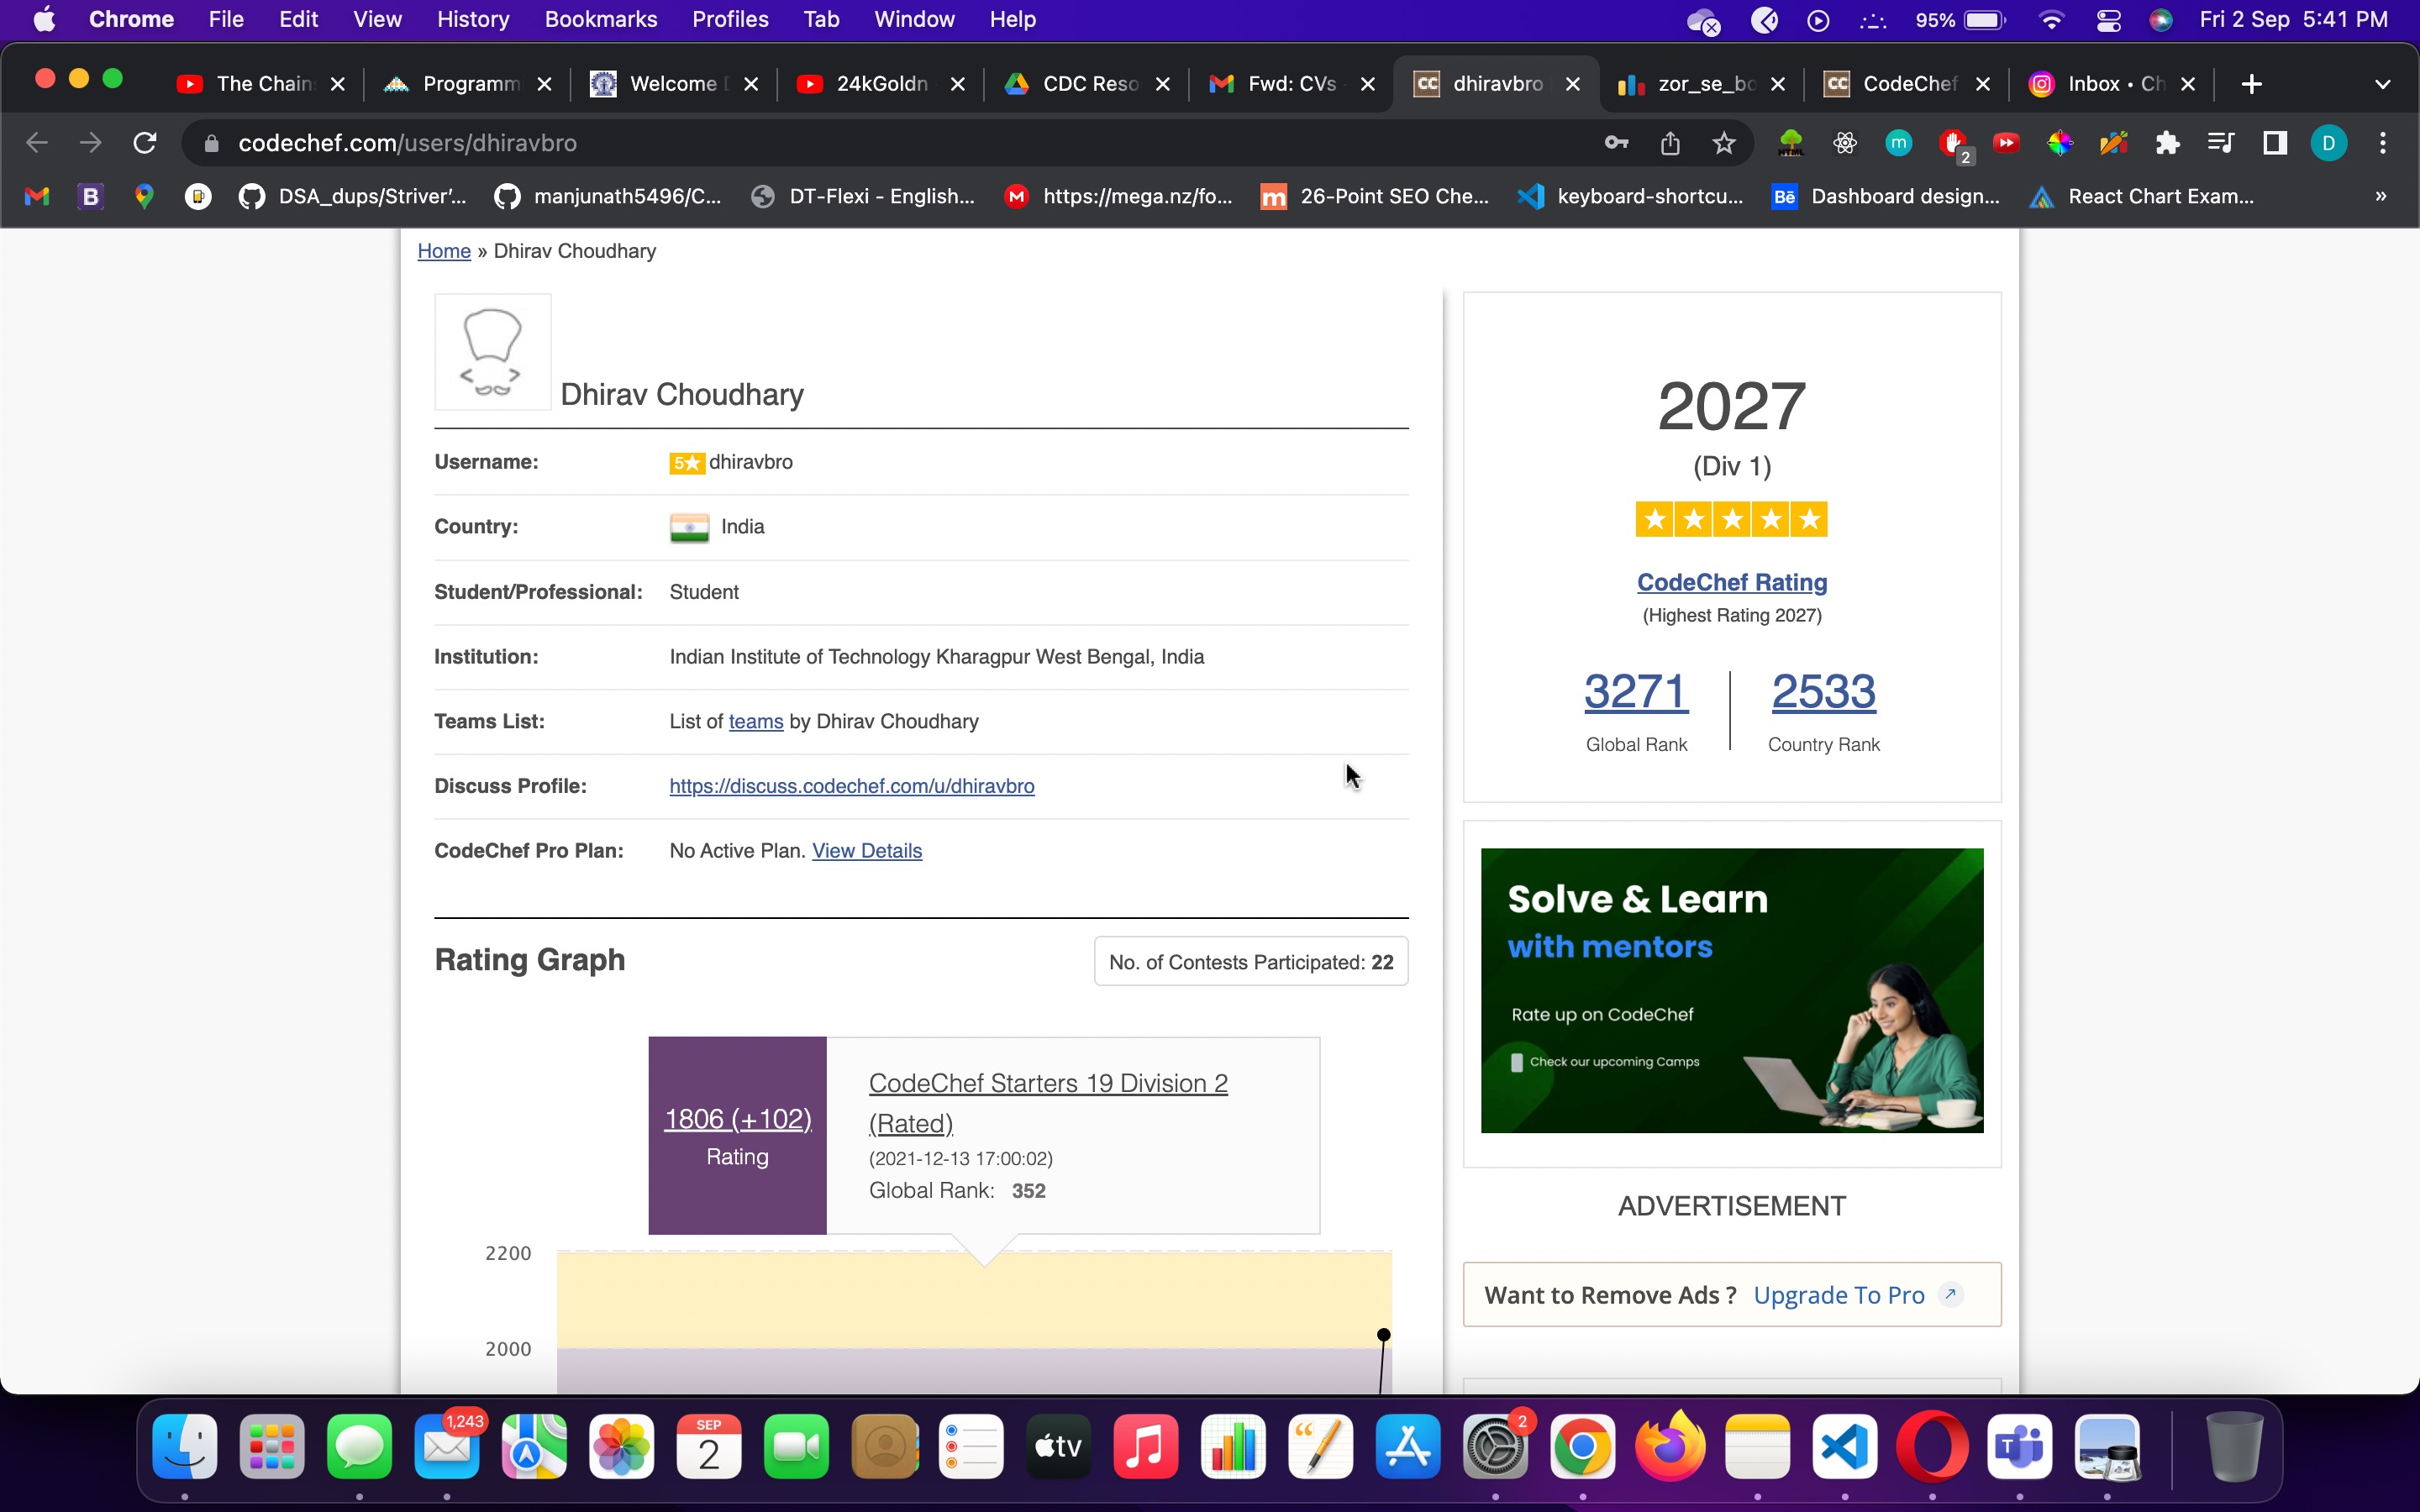 Chrome File Edit View History Bookmarks Profiles Tab Window Help 95% Fri 2 Sep 5:41 PM
The Chain Programm Welcome 24kGoldn CDC Reso Fwd: CVs dhiravbro zor_se_bo CodeChef Inbox • Ch
codechef.com/users/dhiravbro m 2 D
DSA_dups/Striver'... manjunath5496/C... DT-Flexi - English... https://mega.nz/fo... 26-Point SEO Che... keyboard-shortcu... Dashboard design... React Chart Exam... »
Home » Dhirav Choudhary
Dhirav Choudhary
Username: 5★ dhiravbro
Country: India
Student/Professional: Student
Institution: Indian Institute of Technology Kharagpur West Bengal, India
Teams List: List of teams by Dhirav Choudhary
Discuss Profile: https://discuss.codechef.com/u/dhiravbro
CodeChef Pro Plan: No Active Plan. View Details
Rating Graph
No. of Contests Participated: 22
1806 (+102)
Rating
CodeChef Starters 19 Division 2
(Rated)
(2021-12-13 17:00:02)
Global Rank: 352
2200
2000
2027
(Div 1)
CodeChef Rating
(Highest Rating 2027)
3271 2533
Global Rank Country Rank
Solve & Learn
with mentors
Rate up on CodeChef
Check our upcoming Camps
ADVERTISEMENT
Want to Remove Ads ? Upgrade To Pro
1,243
SEP
2
tv
2
T